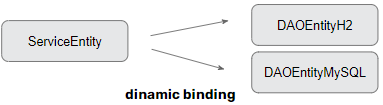 ServiceEntity
DAOEntityH2
DAOEntityMySQL
dinamic binding